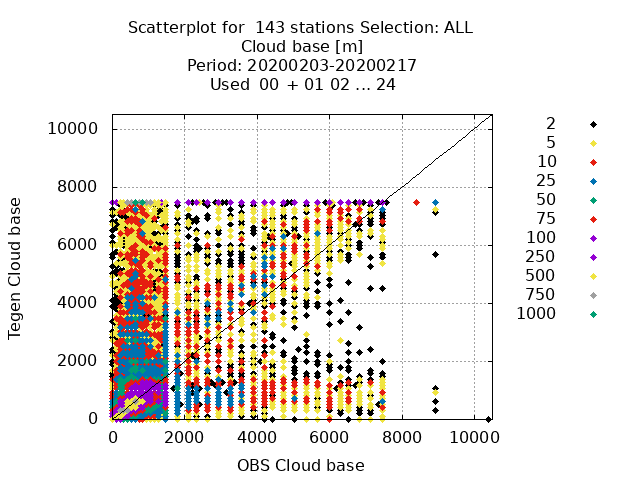 Scatterplot for  143 stations Selection: ALL
Cloud base [m]
Period: 20200203-20200217
Used  00 + 01 02 ... 24
Tegen Cloud base
10000
8000
6000
4000
2000
0
0 2000 4000 6000 8000 10000
OBS Cloud base
2
5
10
25
50
75
100
250
500
750
1000